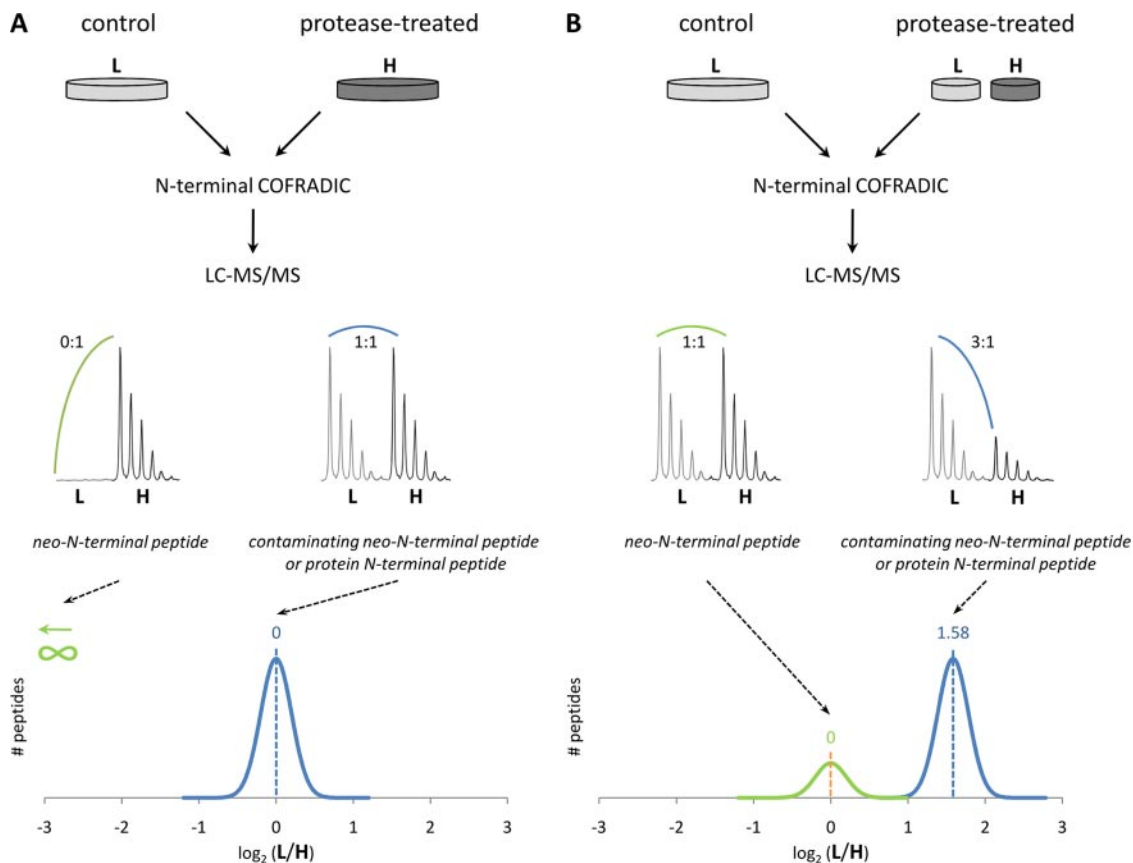 A
control
protease-treated
L
H
N-terminal COFRADIC
LC-MS/MS
0:1
1:1
L
H
L
H
neo-N-terminal peptide
contaminating neo-N-terminal peptide
or protein N-terminal peptide
∞
0
# peptides
-3
-2
-1
0
1
2
3
log2 (L/H)
B
control
protease-treated
L
L
H
N-terminal COFRADIC
LC-MS/MS
1:1
3:1
L
H
L
H
neo-N-terminal peptide
contaminating neo-N-terminal peptide
or protein N-terminal peptide
0
1.58
# peptides
-3
-2
-1
0
1
2
3
log2 (L/H)